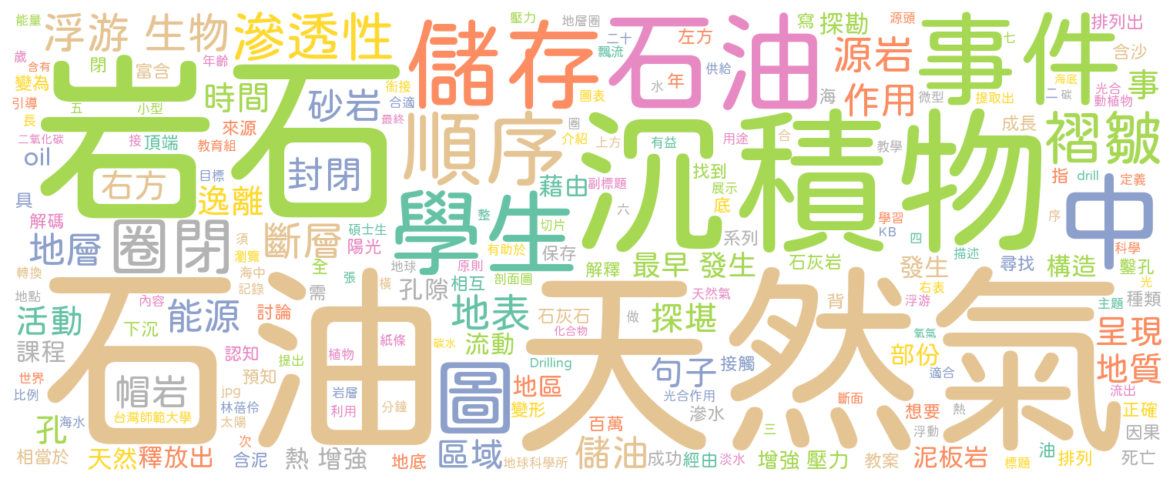 能量
浮游 生物
滲透性
壓力
地層圈
儲存
石油
二十
飄流
左方
寫
探勘
源頭
排列出
歲
閉
年齡
衛接
含有
富含
變為
岩石
時間
砂岩
合適
圖表
水
年
供給
海
源岩
作用
微型
事件
七
海底
二
碳
光合
動植物
提取出
含沙
事
引導
五
小型
長
二氧化碳
接
頂端
來源
教育組
最終
順序
圈
介紹
上方
有益
沉積物
用途
合
教學
成長
褶皺
oil
右方
封閉
目標
具
逸離
學生
藉由
副標題
找到
展示
底
指
drill
定義
中
解碼
地層
圈閉
斷層
須
瀏覽
碩士生
陽光
整
切片
六
有助於
保存
系列
學習
KB
四
序
描述
科學
轉換
海中
記錄
全
張
地球
橫
原則
剖面圖
解釋
最早 發生
石灰岩
發生
尋找
構造
鑿孔
光
地點
內容
需
孔隙
相互
地表
石灰石
天然氣
做
探堪
背
浮游
右表
主題
種類
活動
下沉
能源
討論
石油
流動
化合物
天然氣
氧氣
呈現
課程
提出
認知
植物
紙條
碳水
Drilling
圖
句子
接觸
部份
適合
地質
世界
比例
帽岩
預知
jpg
岩層
利用
分鐘
地區
變形
光合作用
斷面
想要
熱
流出
正確
台灣師範大學
林蓓伶
太陽
海水
孔
次
百萬
滲水
三
浮動
因果
相當於
天然
釋放出
含泥
熱
增強
地底
區域
地球科學所
儲油
成功
經由
淡水
增強
壓力
教案
泥板岩
標題
油
排列
死亡